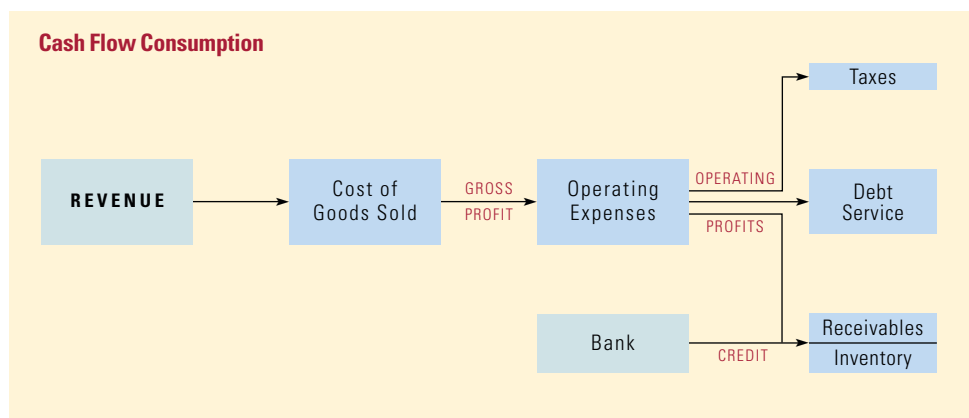 Cash Flow Consumption
Taxes
REVENUE
Cost of
Goods Sold
GROSS
PROFIT
Operating
Expenses
OPERATING
PROFITS
Debt
Service
Bank
CREDIT
Receivables
Inventory